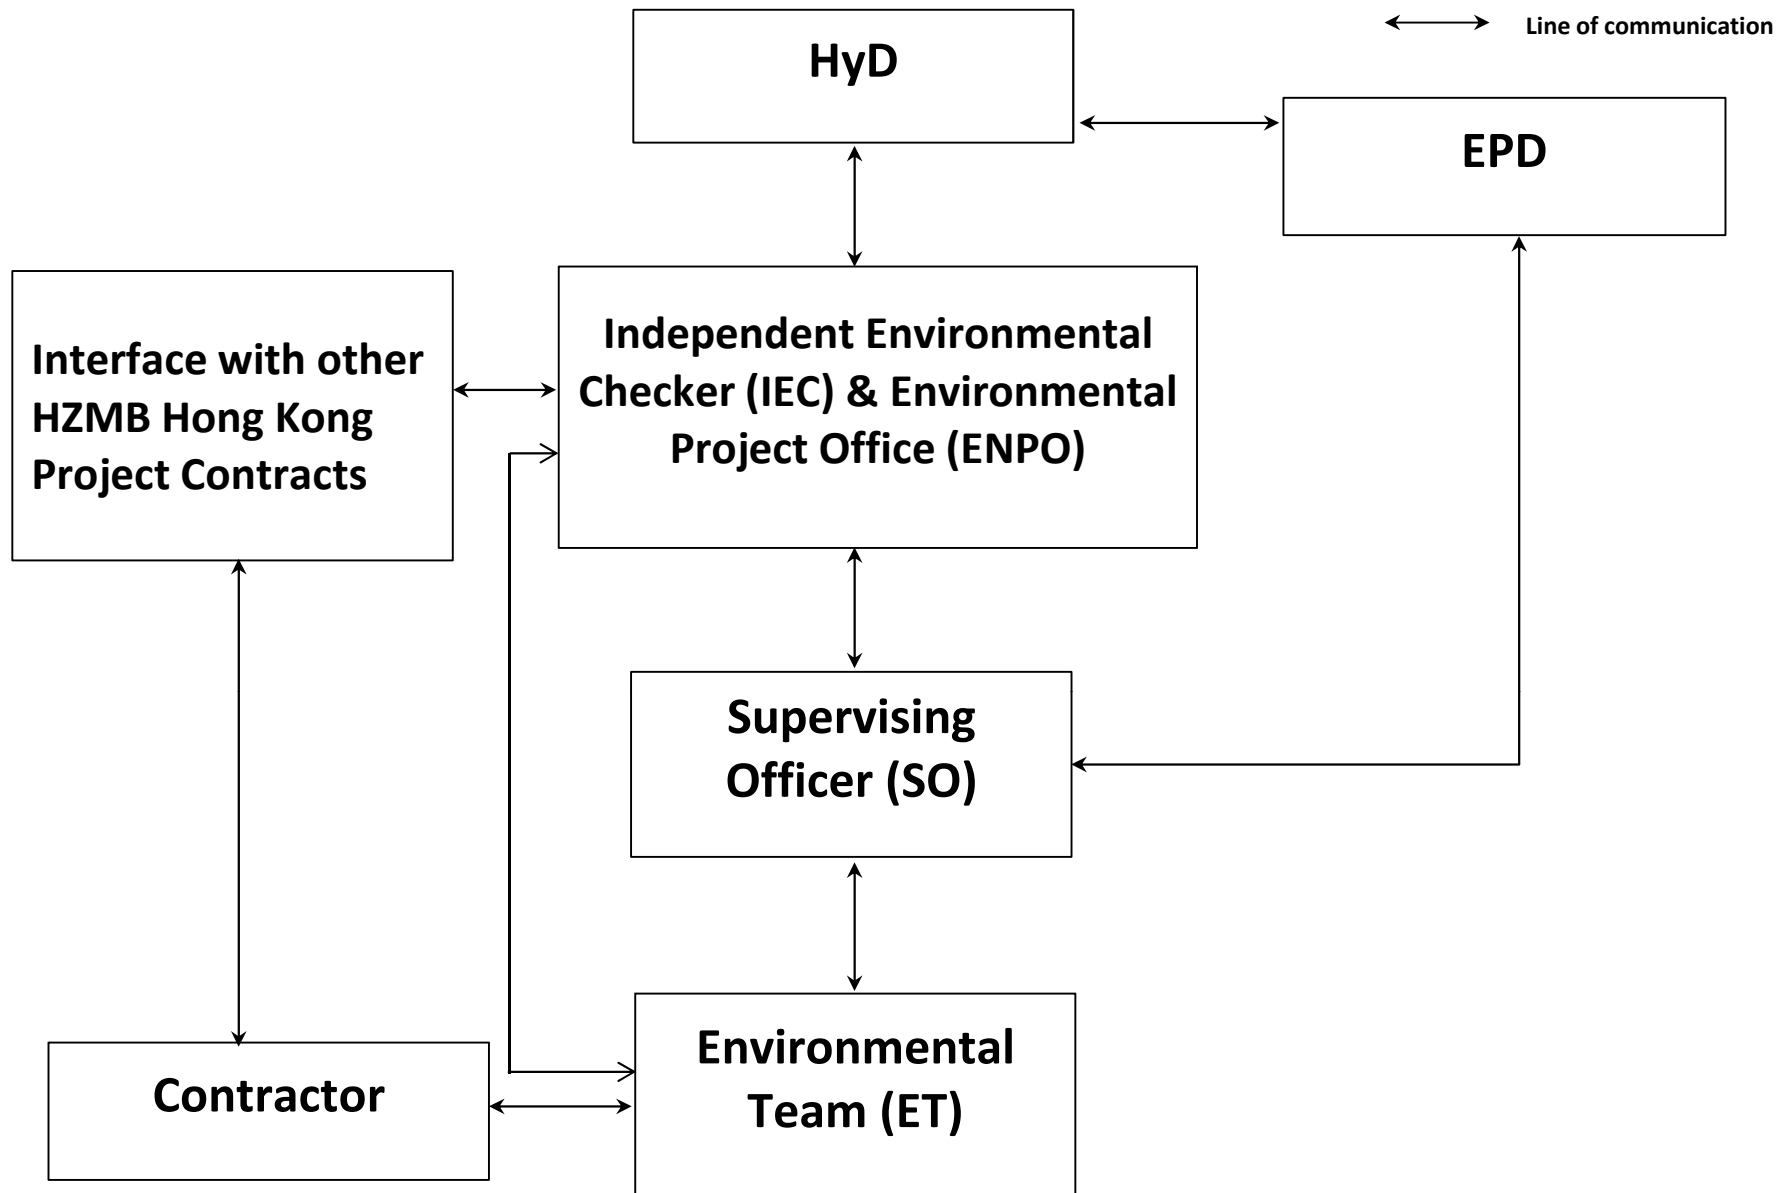 Line of communication
HyD
EPD
Interface with other
HZMB Hong Kong
Project Contracts
Independent Environmental
Checker (IEC) & Environmental
Project Office (ENPO)
Supervising
Officer (SO)
Contractor
Environmental
Team (ET)